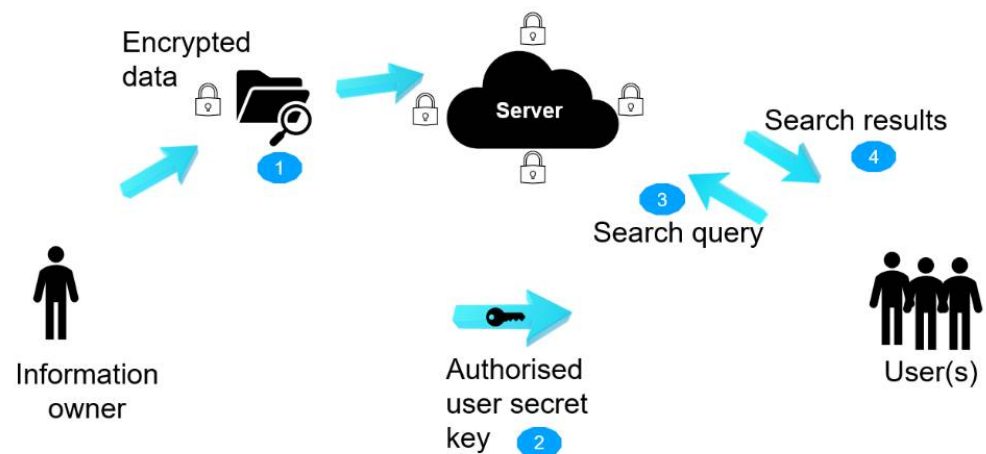 Encrypted
data
1
Server
Search results
4
3
Search query
Information
owner
Authorised
user secret
key 2
User(s)